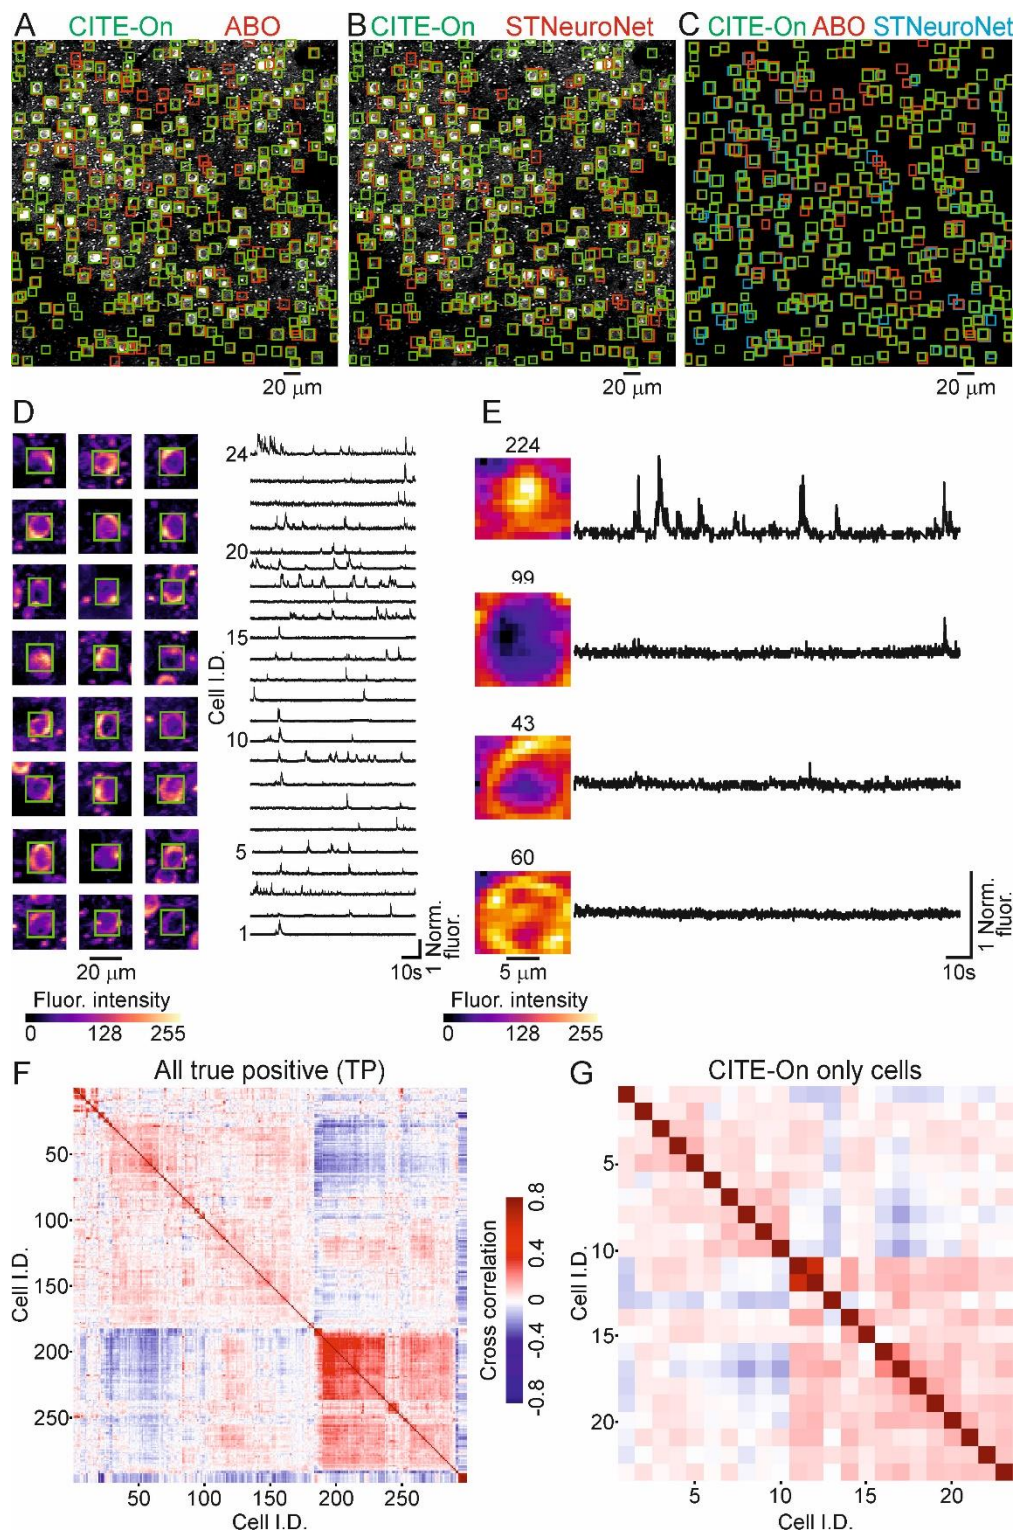 A CITE-On ABO
B CITE-On STNeuroNet
C CITE-On ABO STNeuroNet
20 µm
20 µm
20 µm
D
24
20
15
10
5
1
Cell I.D.
20 µm
10s
1 Norm.
fluor.
Fluor. intensity
0 128 255
E
224
99
43
60
5 µm
1 Norm.
fluor.
10s
Fluor. intensity
0 128 255
F All true positive (TP)
50
100
150
200
250
Cell I.D.
50 100 150 200 250
Cell I.D.
Cross correlation
0.8
0.4
0
-0.4
-0.8
G CITE-On only cells
5
10
15
20
Cell I.D.
5 10 15 20
Cell I.D.